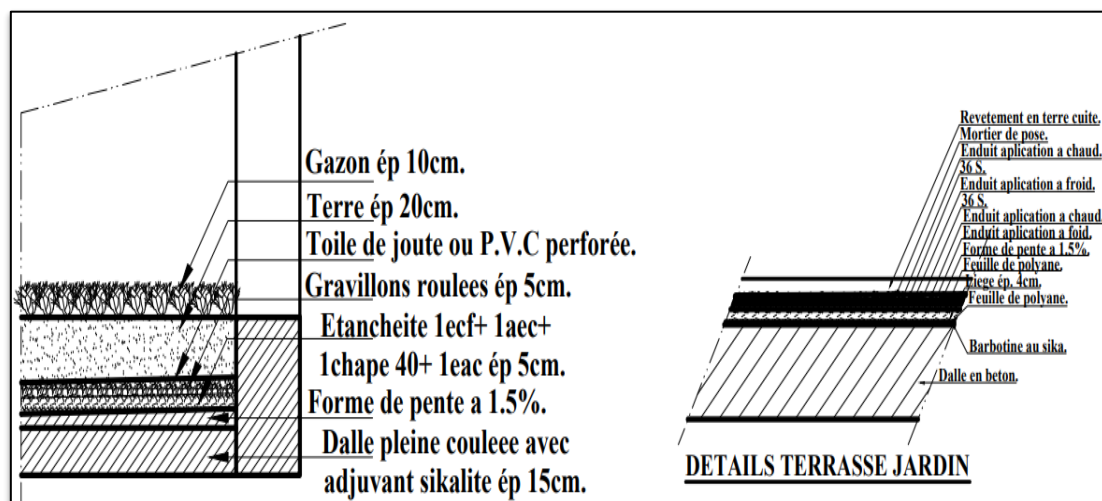 Gazon ép 10cm.
Terre ép 20cm.
Toile de joute ou P.V.C perforée.
Gravillons roulees ép 5cm.
Etancheite 1ecf+ 1aec+
1chape 40+ 1eac ép 5cm.
Forme de pente a 1.5%.
Dalle pleine couleee avec
adjuvant sikalite ép 15cm.
Revetement en terre cuite.
Mortier de pose.
Enduit aplication a chaud.
36 S.
Enduit aplication a froid.
36 S.
Enduit aplication a chaud
Enduit aplication a foid.
Forme de pente a 1.5%.
Feuille de polyane.
Liege ép. 4cm.
Feuille de polyane.
Barbotine au sika.
Dalle en beton.
DETAILS TERRASSE JARDIN